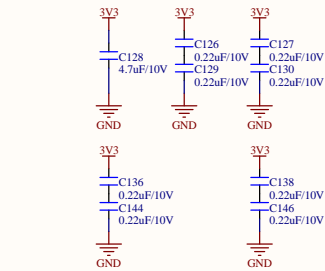 3V3 3V3 3V3
C128 C126 C127
4.7uF/10V 0.22uF/10V 0.22uF/10V
C129 C130
0.22uF/10V 0.22uF/10V
GND GND GND
3V3 3V3
C136 C138
0.22uF/10V 0.22uF/10V
C144 C146
0.22uF/10V 0.22uF/10V
GND GND